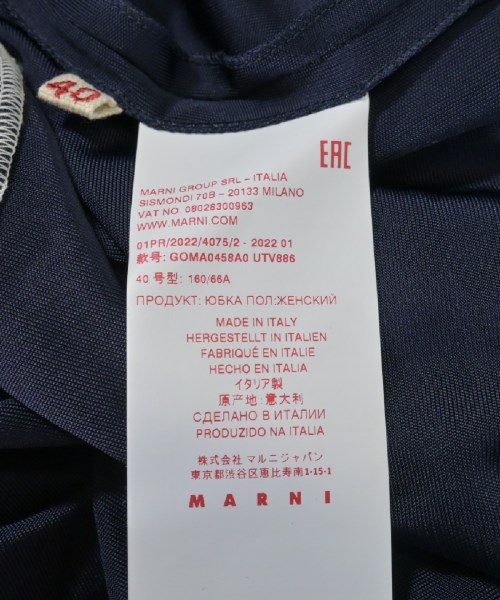 40
EAC
MARNI GROUP SRL – ITALIA
SISMONDI 70B – 20133 MILANO
VAT NO. 08028300963
WWW.MARNI.COM
01PR/2022/4075/2 - 2022 01
款号: GOMA0458A0 UTV886
40 号型: 160/66A
ПРОДУКТ: ЮБКА ПОЛ:ЖЕНСКИЙ
MADE IN ITALY
HERGESTELLT IN ITALIEN
FABRIQUÉ EN ITALIE
HECHO EN ITALIA
イタリア製
原产地: 意大利
СДЕЛАНО В ИТАЛИИ
PRODUZIDO NA ITALIA
株式会社 マルニジャパン
東京都渋谷区恵比寿南1-15-1
MARNI